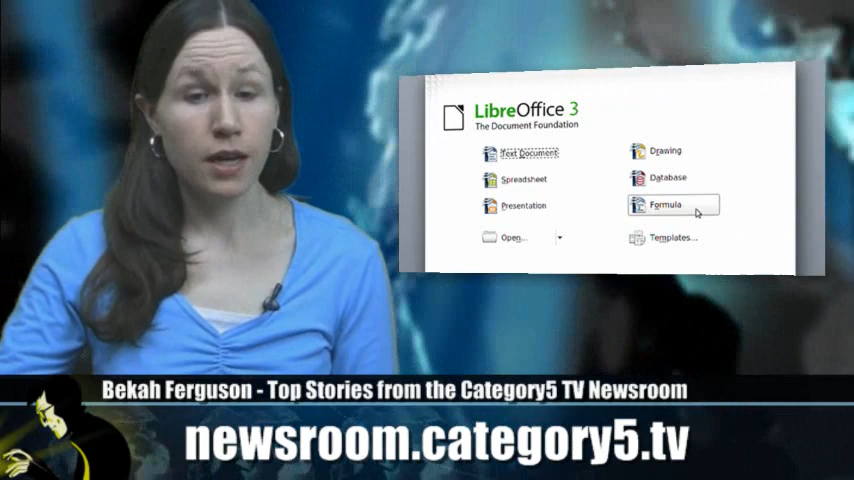 LibreOffice 3
The Document Foundation
Text Document
Drawing
Spreadsheet
Database
Presentation
Formula
Open...
Templates...
Bekah Ferguson - Top Stories from the Category5 TV Newsroom
newsroom.category5.tv